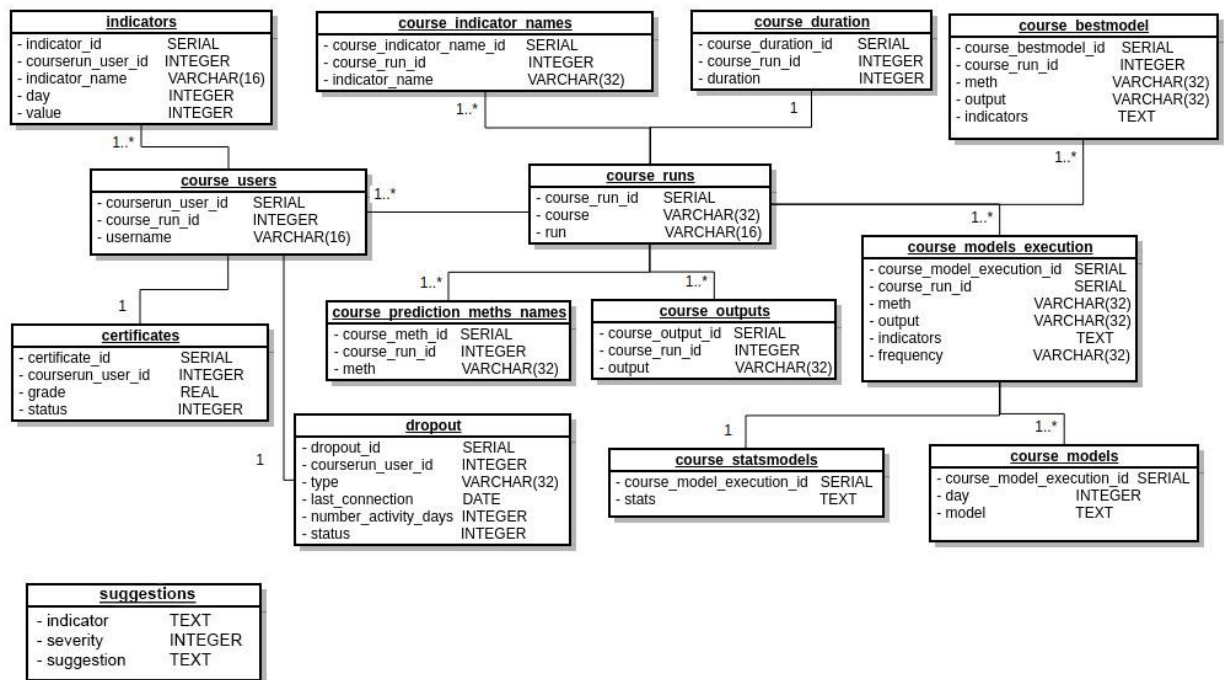 indicators
- indicator_id SERIAL
- courserun_user_id INTEGER
- indicator_name VARCHAR(16)
- day INTEGER
- value INTEGER
course_indicator_names
- course_indicator_name_id SERIAL
- course_run_id INTEGER
- indicator_name VARCHAR(32)
course_duration
- course_duration_id SERIAL
- course_run_id INTEGER
- duration INTEGER
course_bestmodel
- course_bestmodel_id SERIAL
- course_run_id INTEGER
- meth VARCHAR(32)
- output VARCHAR(32)
- indicators TEXT
1..*
1..*
1
1..*
course_users
- courserun_user_id SERIAL
- course_run_id INTEGER
- username VARCHAR(16)
1..*
course_runs
- course_run_id SERIAL
- course VARCHAR(32)
- run VARCHAR(16)
1..*
course_models_execution
- course_model_execution_id SERIAL
- course_run_id SERIAL
- meth VARCHAR(32)
- output VARCHAR(32)
- indicators TEXT
- frequency VARCHAR(32)
1
1..*
1..*
certificates
- certificate_id SERIAL
- courserun_user_id INTEGER
- grade REAL
- status INTEGER
course_prediction_meths_names
- course_meth_id SERIAL
- course_run_id INTEGER
- meth VARCHAR(32)
course_outputs
- course_output_id SERIAL
- course_run_id INTEGER
- output VARCHAR(32)
1
dropout
- dropout_id SERIAL
- courserun_user_id INTEGER
- type VARCHAR(32)
- last_connection DATE
- number_activity_days INTEGER
- status INTEGER
1
1..*
course_statsmodels
- course_model_execution_id SERIAL
- stats TEXT
course_models
- course_model_execution_id SERIAL
- day INTEGER
- model TEXT
suggestions
- indicator TEXT
- severity INTEGER
- suggestion TEXT